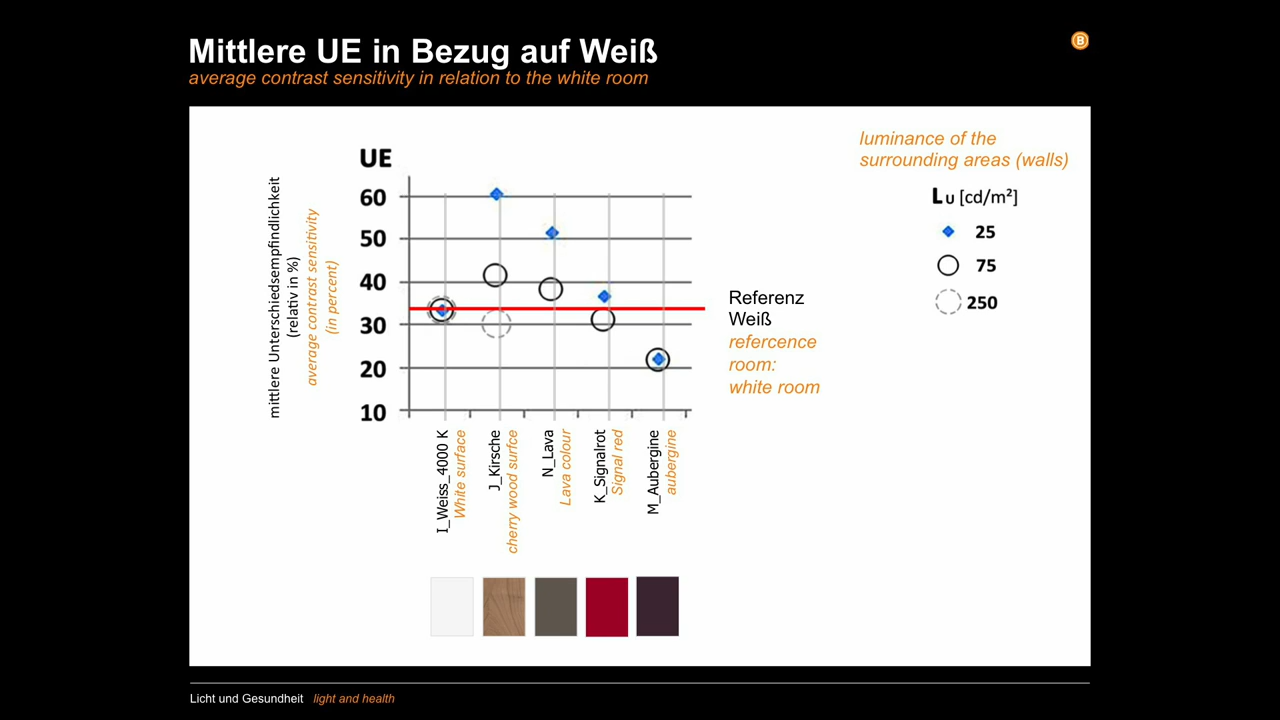 Mittlere UE in Bezug auf Weiß
average contrast sensitivity in relation to the white room
B
luminance of the
surrounding areas (walls)
LU [cd/m²]
25
75
250
UE
60
50
40
30
20
10
mittlere Unterschiedsempfindlichkeit
(relativ in %)
average contrast sensitivity
(in percent)
Referenz
Weiß
refercence
room:
white room
I_Weiss_4000 K
White surface
J_Kirsche
cherry wood surfce
N_Lava
Lava colour
K_Signalrot
Signal red
M_Aubergine
aubergine
Licht und Gesundheit light and health